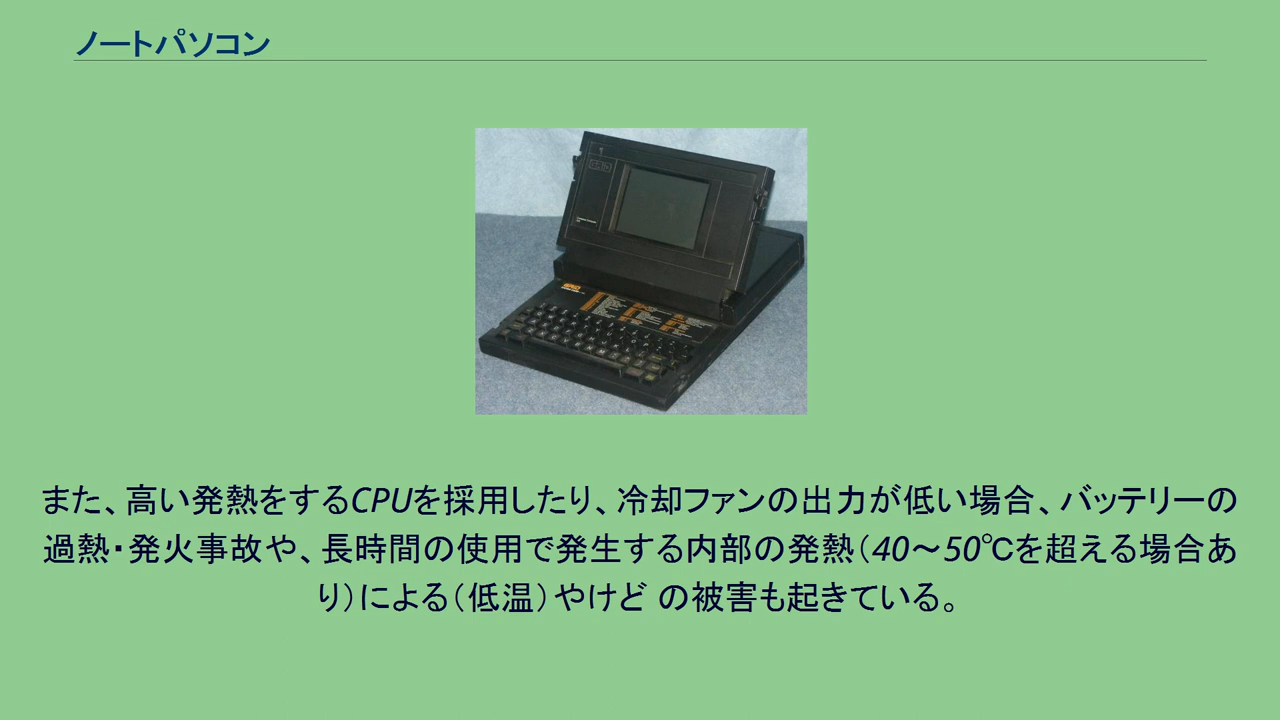 ノートパソコン
また、高い発熱をするCPUを採用したり、冷却ファンの出力が低い場合、バッテリーの
過熱・発火事故や、長時間の使用で発生する内部の発熱（40～50℃を超える場合あ
り）による（低温）やけど の被害も起きている。